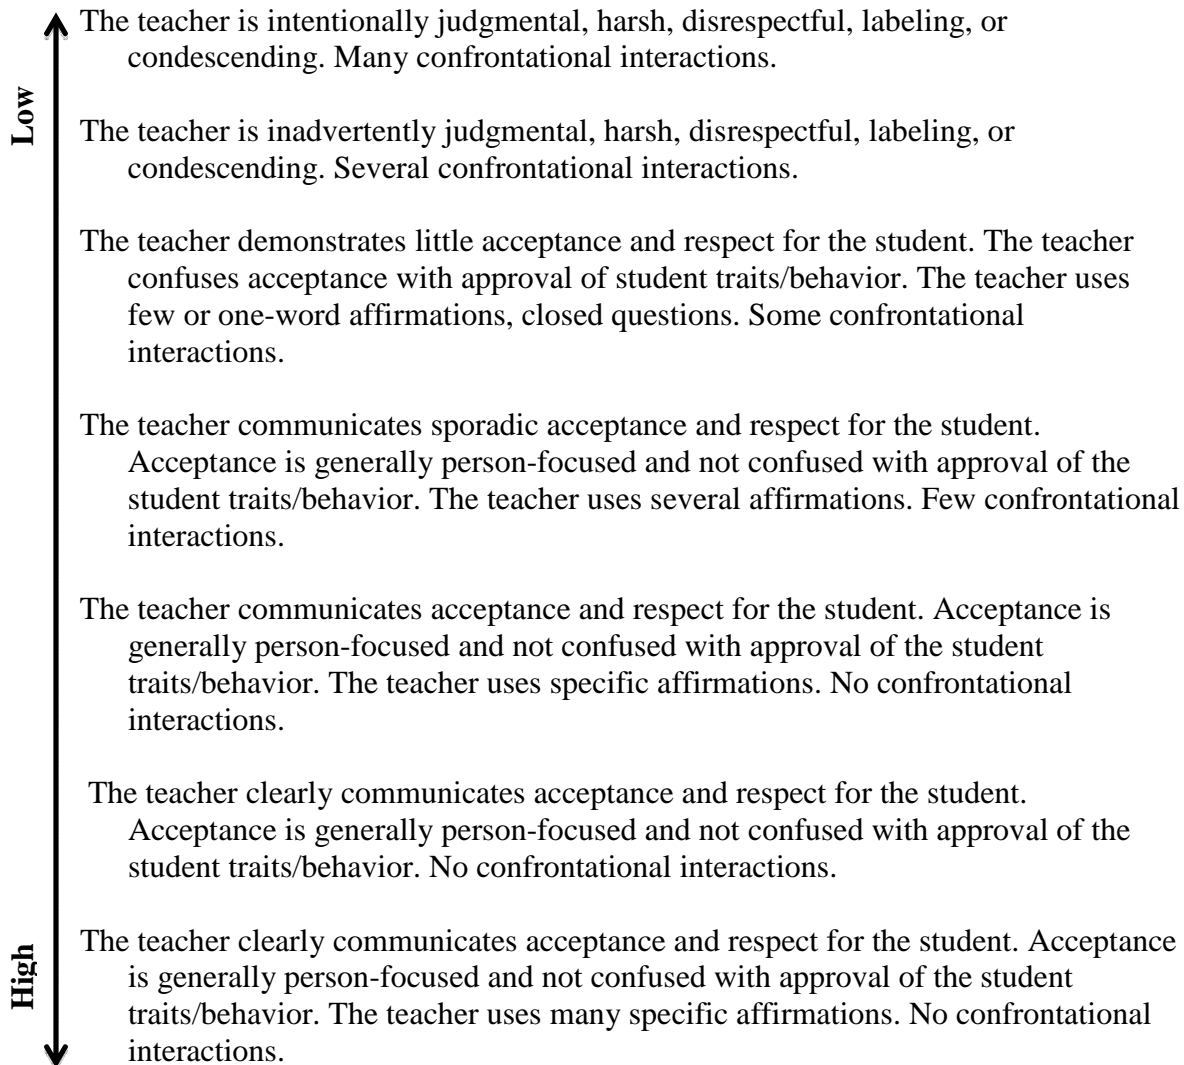 The teacher is intentionally judgmental, harsh, disrespectful, labeling, or
condescending. Many confrontational interactions.
Low
The teacher is inadvertently judgmental, harsh, disrespectful, labeling, or
condescending. Several confrontational interactions.
The teacher demonstrates little acceptance and respect for the student. The teacher
confuses acceptance with approval of student traits/behavior. The teacher uses
few or one-word affirmations, closed questions. Some confrontational
interactions.
The teacher communicates sporadic acceptance and respect for the student.
Acceptance is generally person-focused and not confused with approval of the
student traits/behavior. The teacher uses several affirmations. Few confrontational
interactions.
The teacher communicates acceptance and respect for the student. Acceptance is
generally person-focused and not confused with approval of the student
traits/behavior. The teacher uses specific affirmations. No confrontational
interactions.
The teacher clearly communicates acceptance and respect for the student.
Acceptance is generally person-focused and not confused with approval of the
student traits/behavior. No confrontational interactions.
High
The teacher clearly communicates acceptance and respect for the student. Acceptance
is generally person-focused and not confused with approval of the student
traits/behavior. The teacher uses many specific affirmations. No confrontational
interactions.